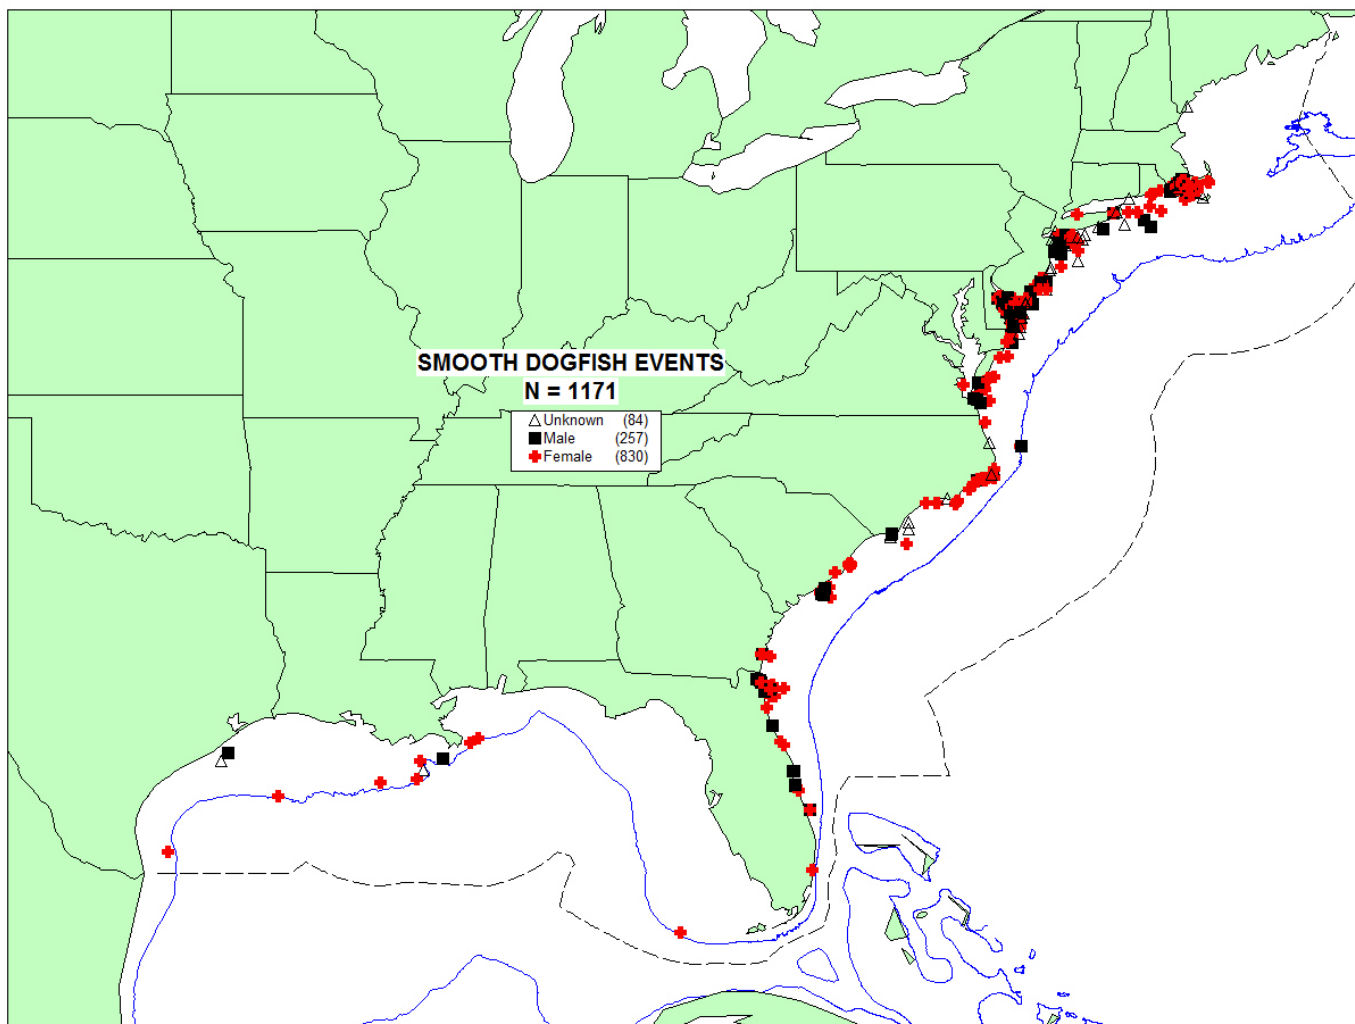 SMOOTH DOGFISH EVENTS
N = 1171
Unknown (84)
Male (257)
Female (830)